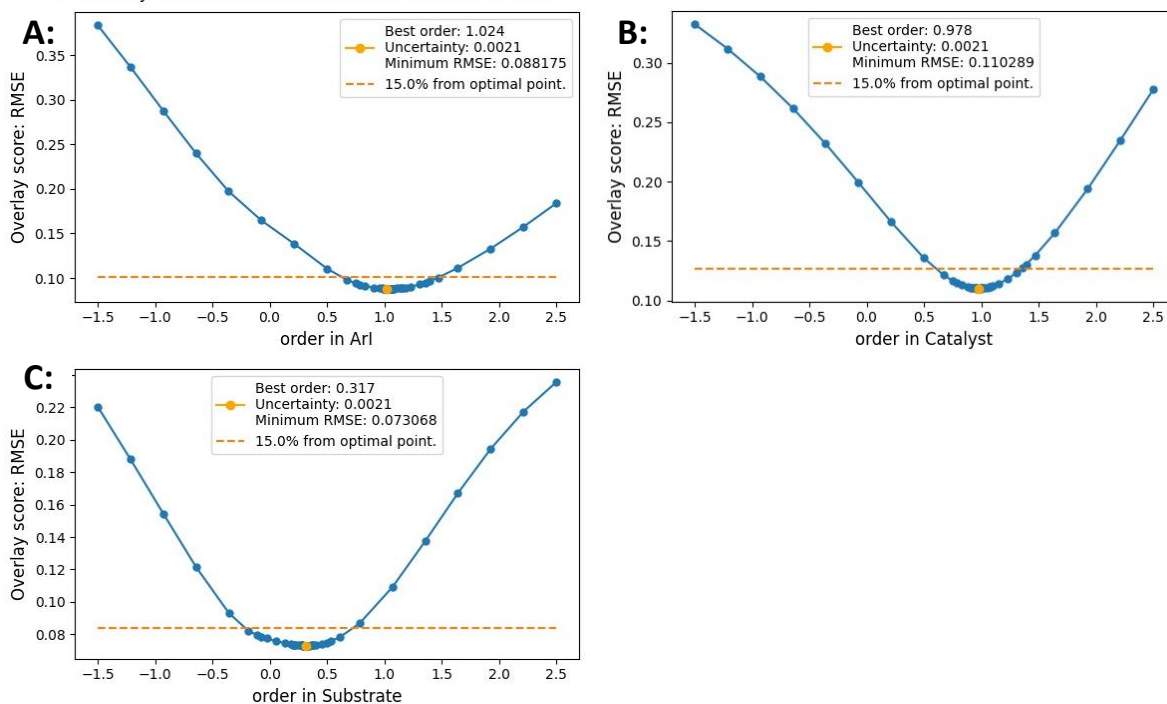 A:
Best order: 1.024
Uncertainty: 0.0021
Minimum RMSE: 0.088175
15.0% from optimal point.
Overlay score: RMSE
0.35
0.30
0.25
0.20
0.15
0.10
-1.5 -1.0 -0.5 0.0 0.5 1.0 1.5 2.0 2.5
order in ArI
B:
Best order: 0.978
Uncertainty: 0.0021
Minimum RMSE: 0.110289
15.0% from optimal point.
Overlay score: RMSE
0.30
0.25
0.20
0.15
0.10
-1.5 -1.0 -0.5 0.0 0.5 1.0 1.5 2.0 2.5
order in Catalyst
C:
Best order: 0.317
Uncertainty: 0.0021
Minimum RMSE: 0.073068
15.0% from optimal point.
Overlay score: RMSE
0.22
0.20
0.18
0.16
0.14
0.12
0.10
0.08
-1.5 -1.0 -0.5 0.0 0.5 1.0 1.5 2.0 2.5
order in Substrate